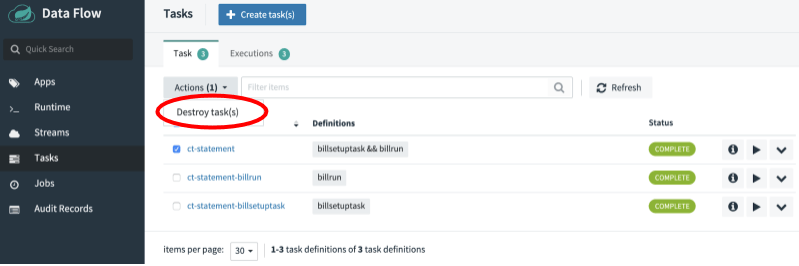 Data Flow
Tasks
Create task(s)
Quick Search
Task 3
Executions 3
Apps
Actions (1)
Filter items
Refresh
Runtime
Destroy task(s)
Definitions
Status
Streams
ct-statement
billsetuptask && billrun
COMPLETE
Tasks
ct-statement-billrun
billrun
COMPLETE
Jobs
ct-statement-billsetuptask
billsetuptask
COMPLETE
Audit Records
items per page: 30
1-3 task definitions of 3 task definitions